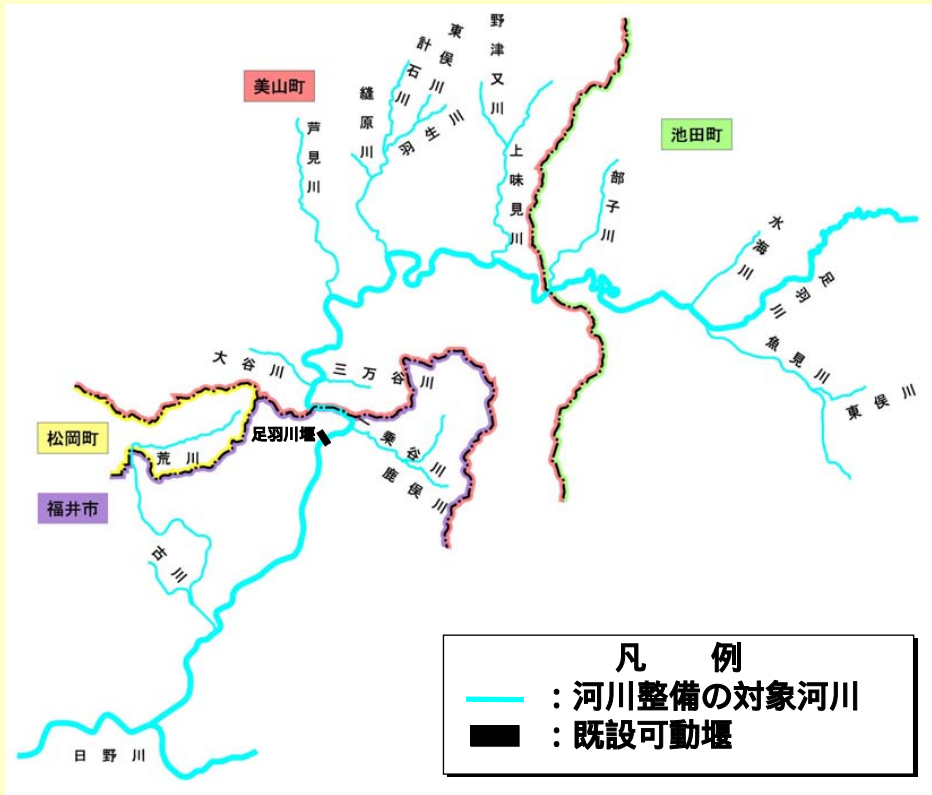 野津又川
東俣川
計石川
美山町
縫原川
羽生川
芦見川
池田町
上味見川
部子川
水海川
足羽川
大谷川
三万谷川
魚見川
東俣川
松岡町
荒川
足羽川堰
乗谷川
鹿俣川
福井市
古川
日野川
凡 例
：河川整備の対象河川
：既設可動堰